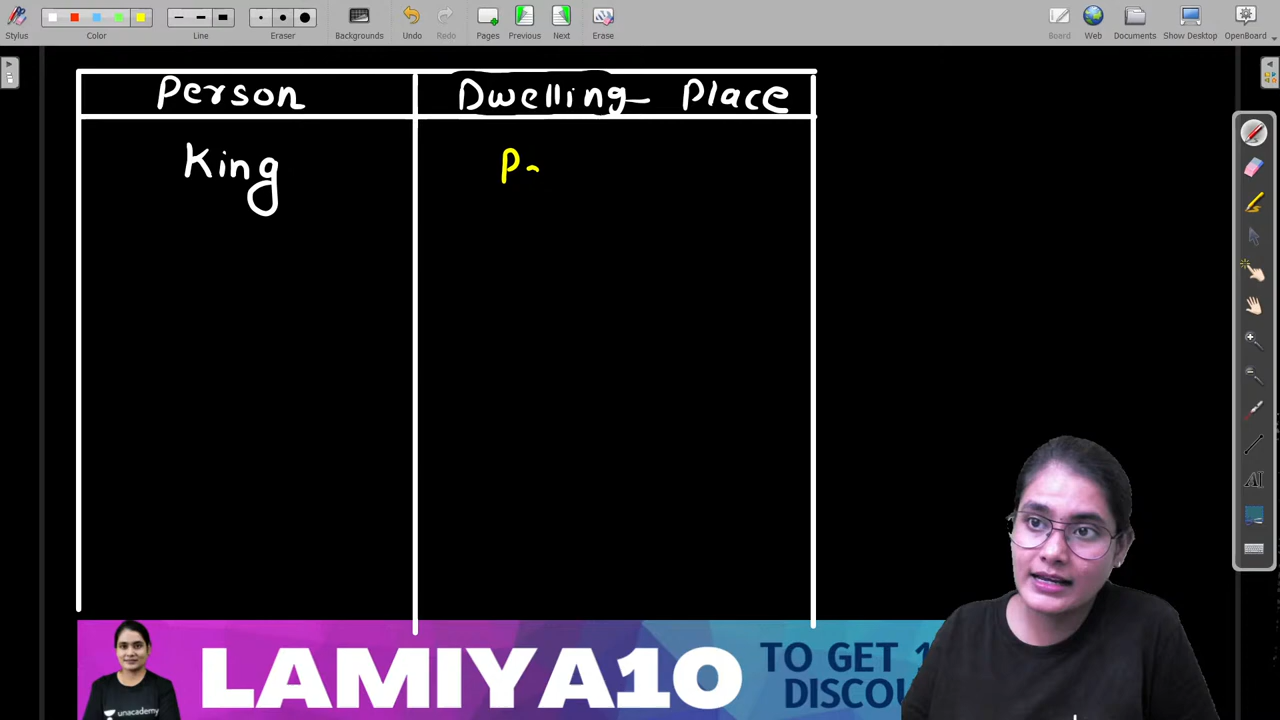 Stylus Color Line Eraser Backgrounds Undo Redo Pages Previous Next Erase Board Web Documents Show Desktop OpenBoard
Person Dwelling Place
King P
AI
LAMIYA10
TO GET
DISCOU
unacademy